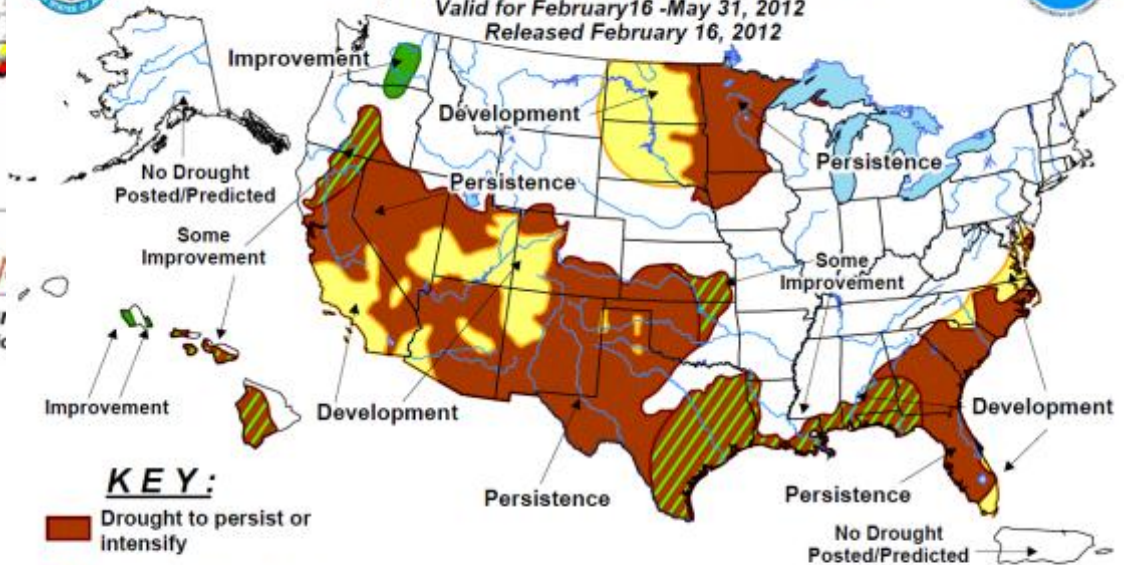 Valid for February16 -May 31, 2012
Released February 16, 2012
Improvement
Development
Persistence
No Drought
Posted/Predicted
Persistence
Some
Improvement
Some
Improvement
Improvement
Development
Development
Persistence
Persistence
No Drought
Posted/Predicted
KEY:
Drought to persist or
intensify